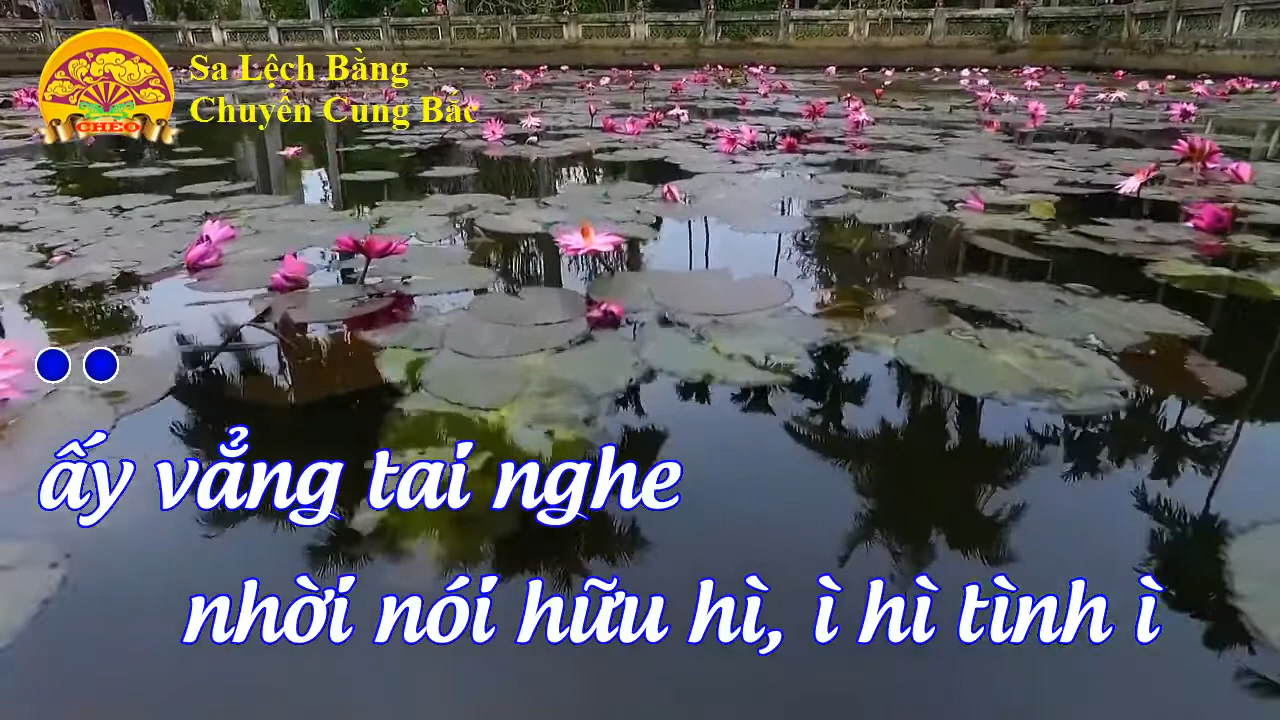 Sa Lệch Bằng
Chuyển Cung Bắc
CHÈO
ấy vẳng tai nghe
nhời nói hữu hì, ì hì tình ì